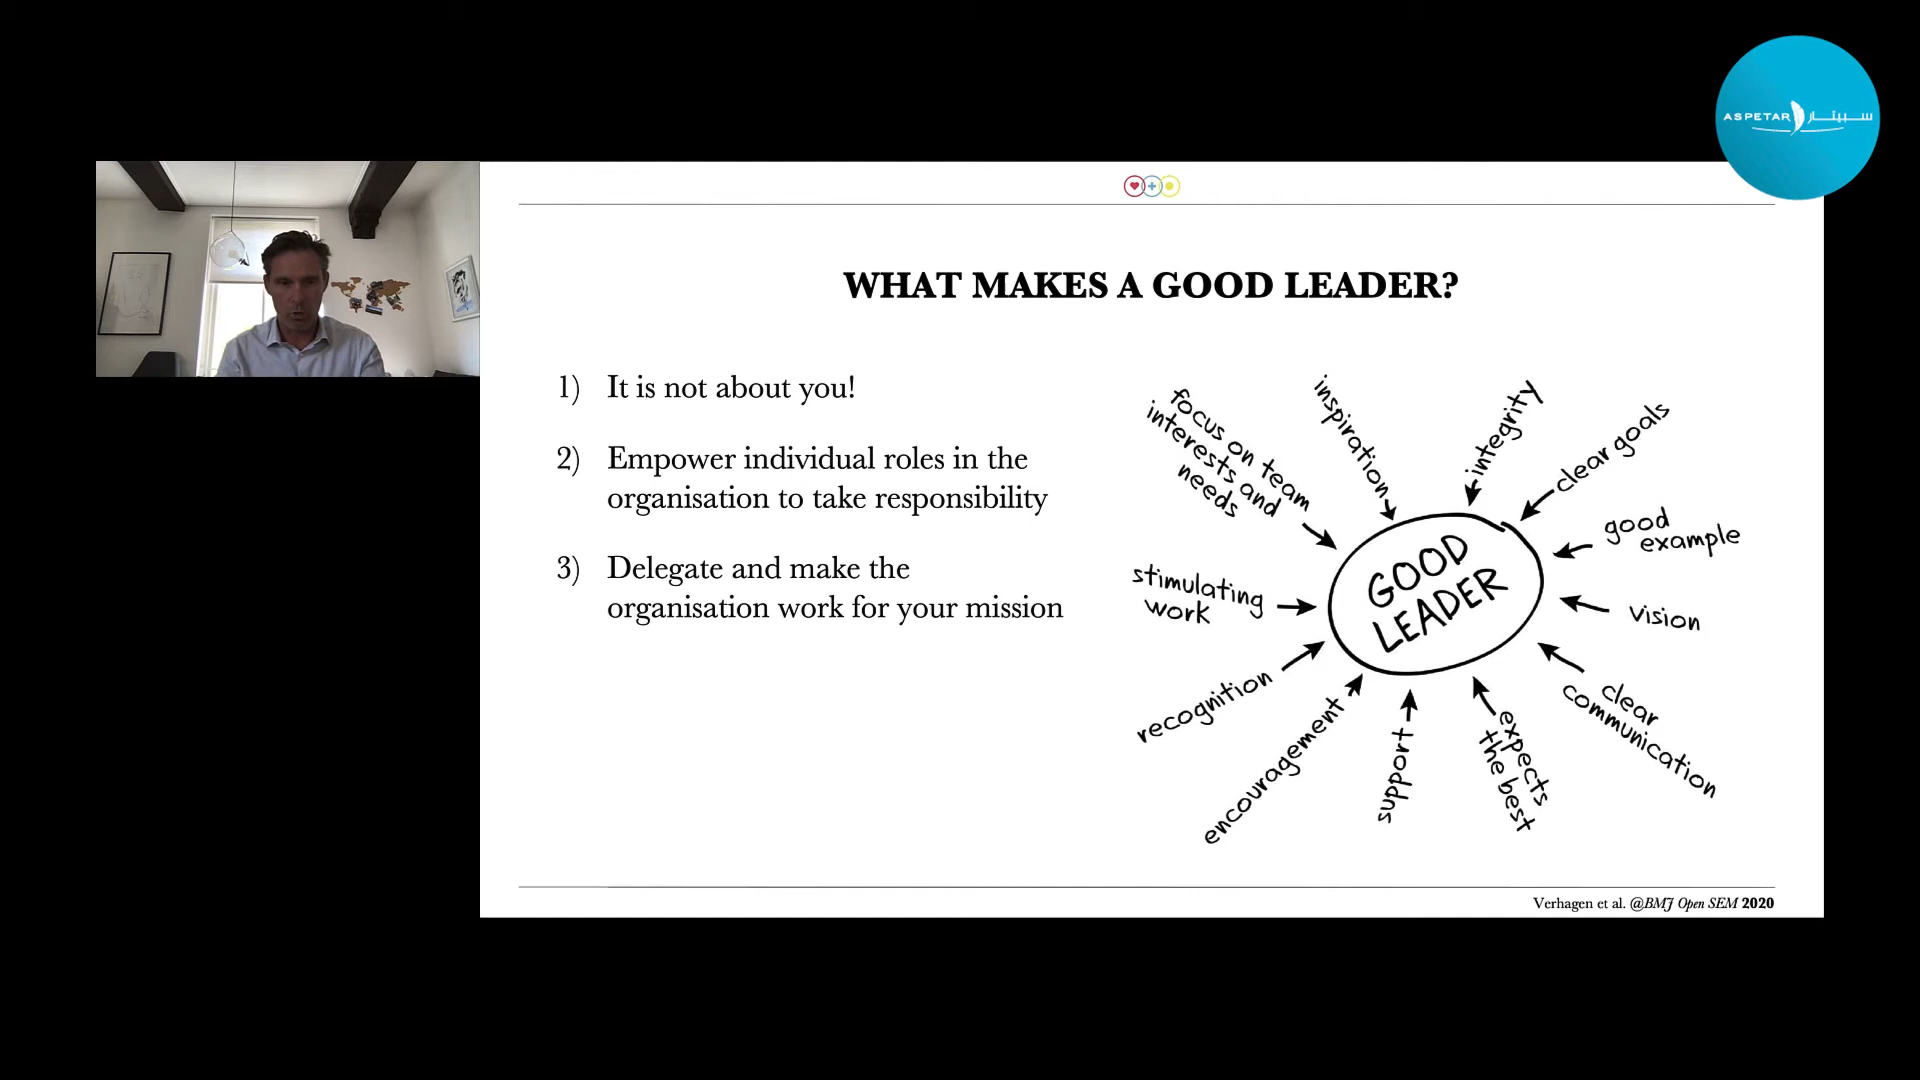 ASPETAR سبيتار
WHAT MAKES A GOOD LEADER?
1) It is not about you!
2) Empower individual roles in the
organisation to take responsibility
3) Delegate and make the
organisation work for your mission
focus on team
interests and
needs
inspiration
integrity
clear goals
good
example
vision
clear
communication
expects
the best
support
encouragement
recognition
stimulating
work
GOOD
LEADER
Verhagen et al. @BMJ Open SEM 2020